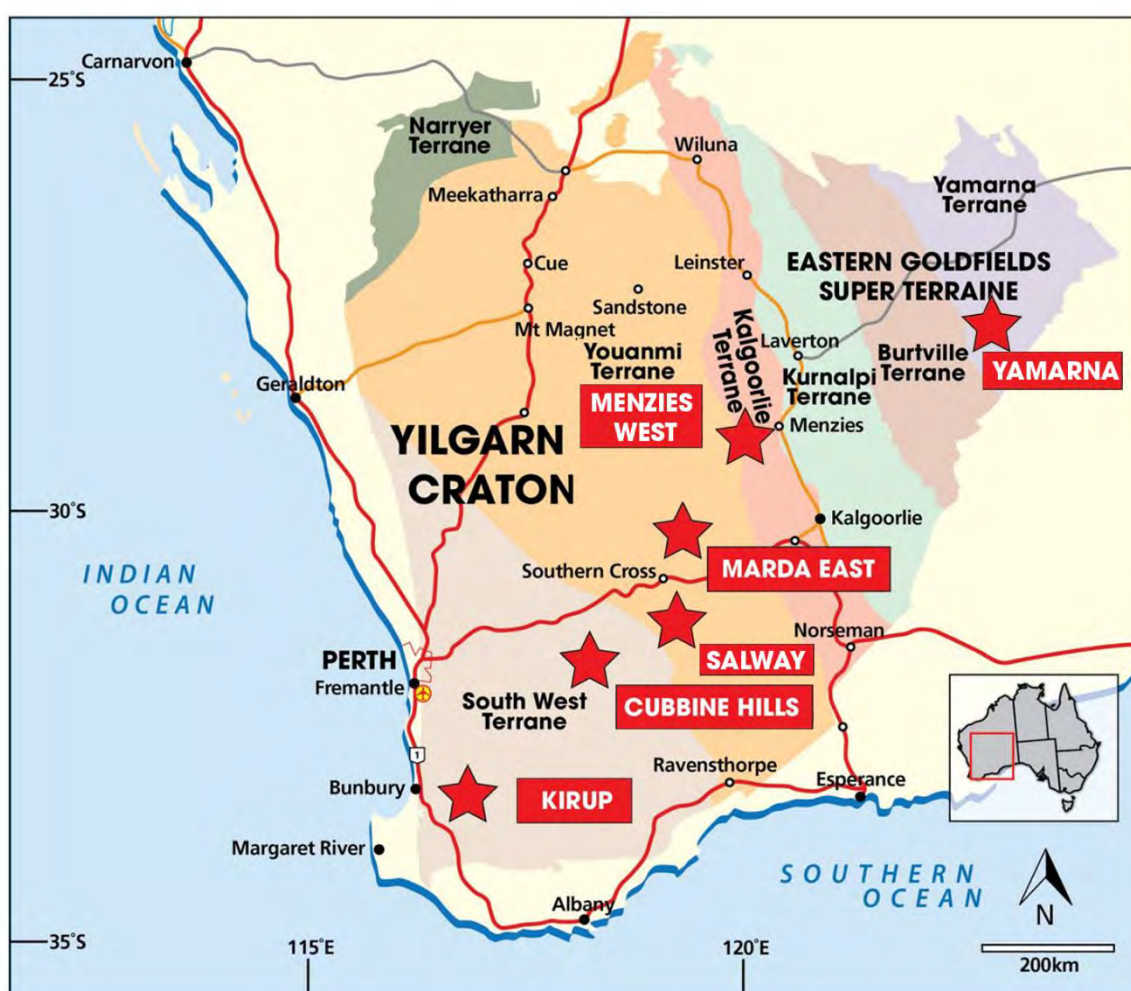 Carnarvon
25°S
Narryer
Terrane
Wiluna
Meekatharra
Yamarna
Terrane
Cue
Leinster
EASTERN GOLDFIELDS
SUPER TERRAINE
Sandstone
Mt Magnet
Kalgoorlie
Terrane
Laverton
Youanmi
Terrane
Burtville
Terrane
YAMARNA
Geraldton
Kurnalpi
Terrane
MENZIES
WEST
Menzies
YILGARN
CRATON
30°S
Kalgoorlie
INDIAN
OCEAN
Southern Cross
MARDA EAST
Norseman
PERTH
Fremantle
SALWAY
South West
Terrane
CUBBINE HILLS
1
Bunbury
KIRUP
Ravensthorpe
Esperance
Margaret River
SOUTHERN
OCEAN
Albany
N
35°S
115°E
120°E
200km